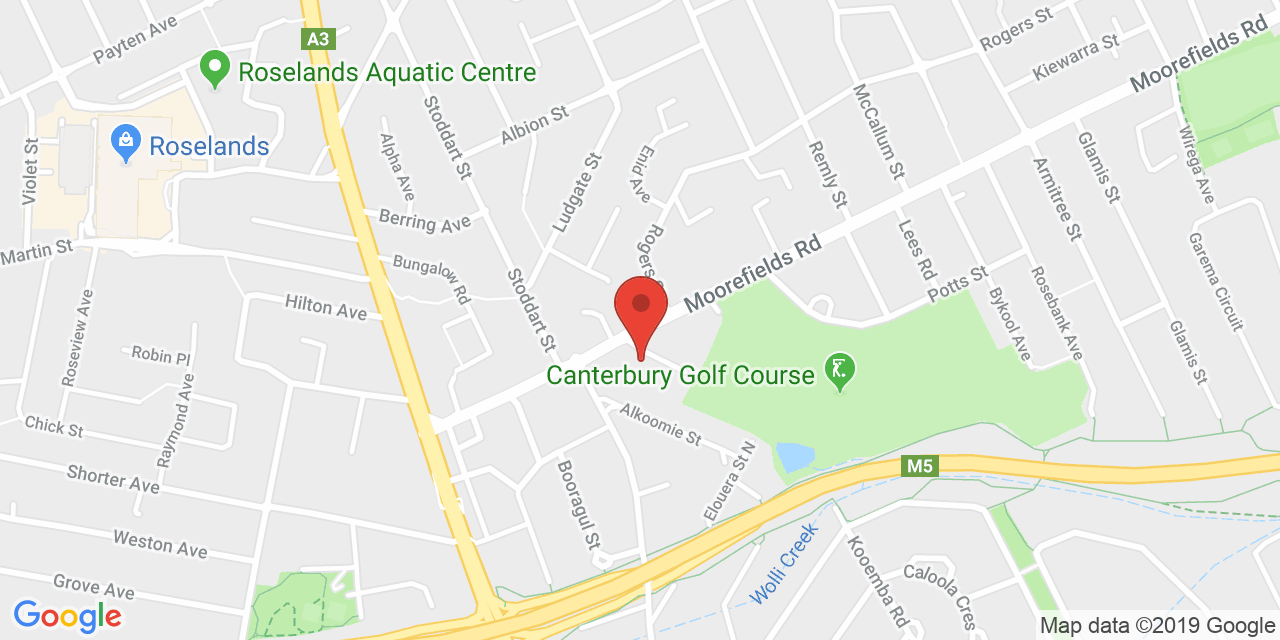 Payten Ave
A3
Rogers St
Kiewarra St
Moorefields Rd
Roselands Aquatic Centre
Stoddart St
Albion St
McCallum St
Violet St
Roselands
Alpha Ave
Ludgate St
Enid Ave
Remly St
Armitree St
Glamis St
Wirega Ave
Martin St
Berring Ave
Rogers S
Moorefields Rd
Lees Rd
Potts St
Bungalow Rd
Stoddart St
Hilton Ave
Bykool Ave
Rosebank Ave
Garema Circuit
Glamis St
Roseview Ave
Robin Pl
Raymond Ave
Canterbury Golf Course
Alkoomie St
Chick St
Shorter Ave
Booragul St
Elouera St N
M5
Weston Ave
Wolli Creek
Kooemba Rd
Caloola Cres
Grove Ave
Google
Map data ©2019 Google